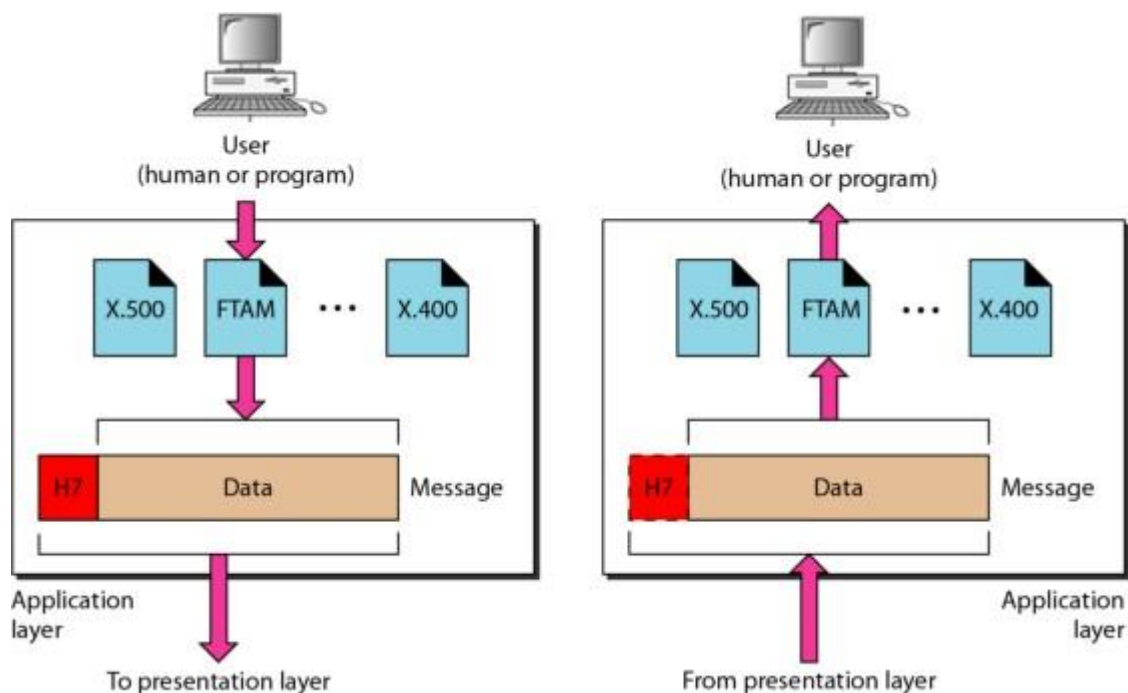 User
(human or program)
X.500
FTAM
...
X.400
H7
Data
Message
Application
layer
To presentation layer
User
(human or program)
X.500
FTAM
...
X.400
H7
Data
Message
Application
layer
From presentation layer